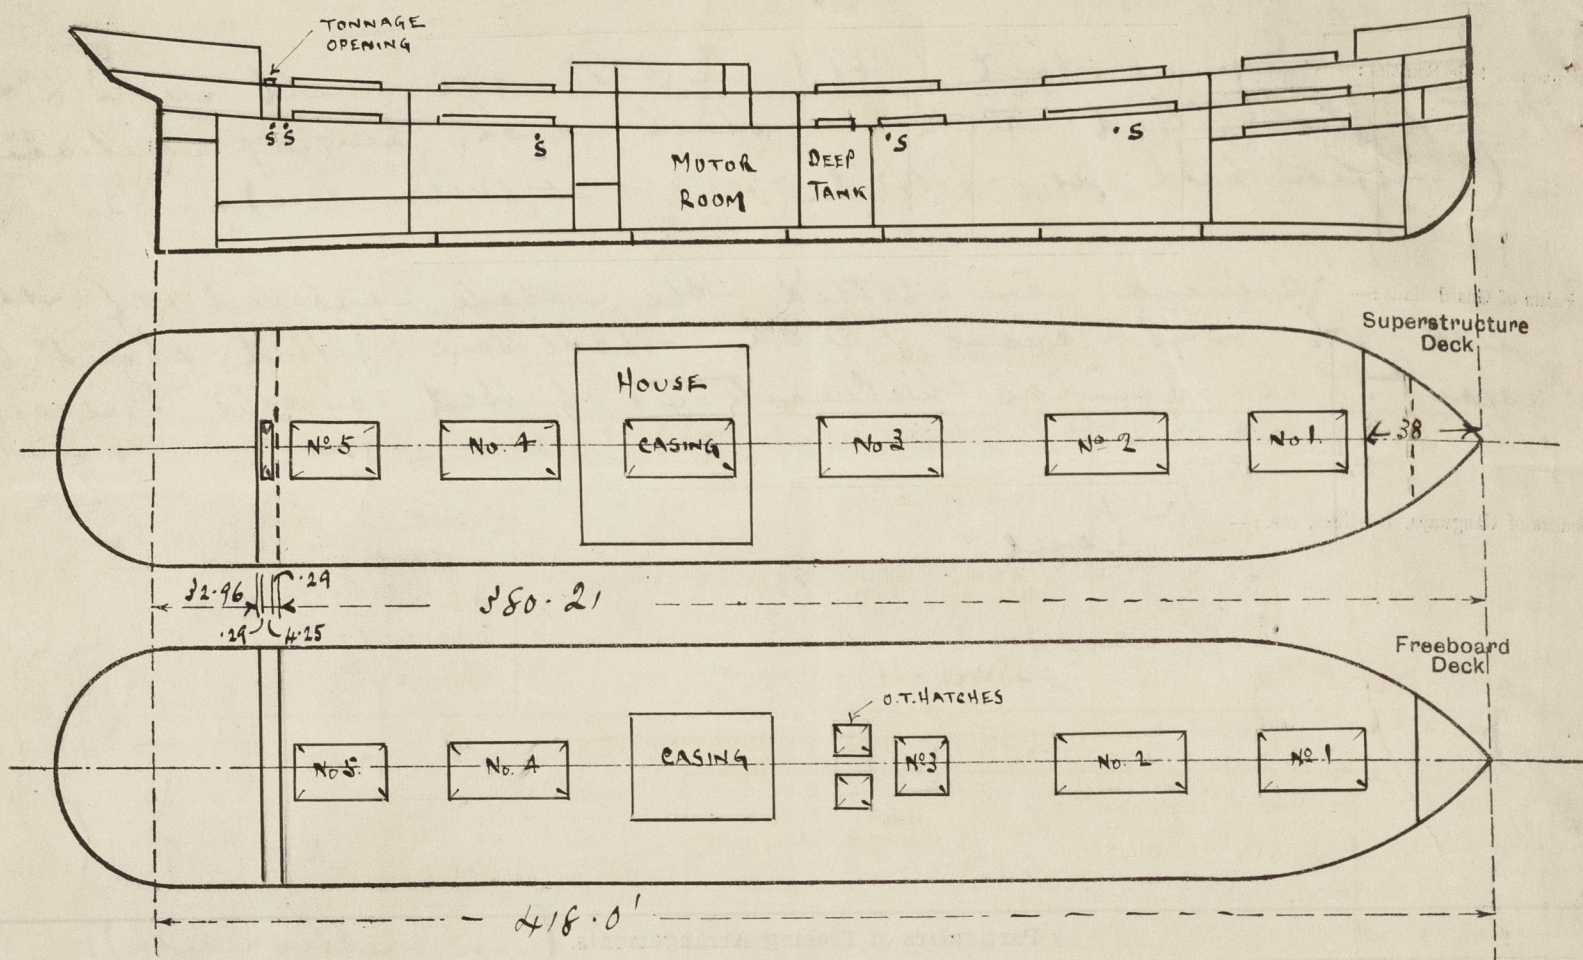 TONNAGE
OPENING
S S
S
S
S
MOTOR
ROOM
DEEP
TANK
Superstructure
Deck
HOUSE
No 5
No. 4
CASING
No 3
No 2
No 1.
38
32.96
.29
380.21
.29
4.25
Freeboard
Deck
O.T. HATCHES
No 5.
No. 4
CASING
No 3
No. 2
No 1
418.0'